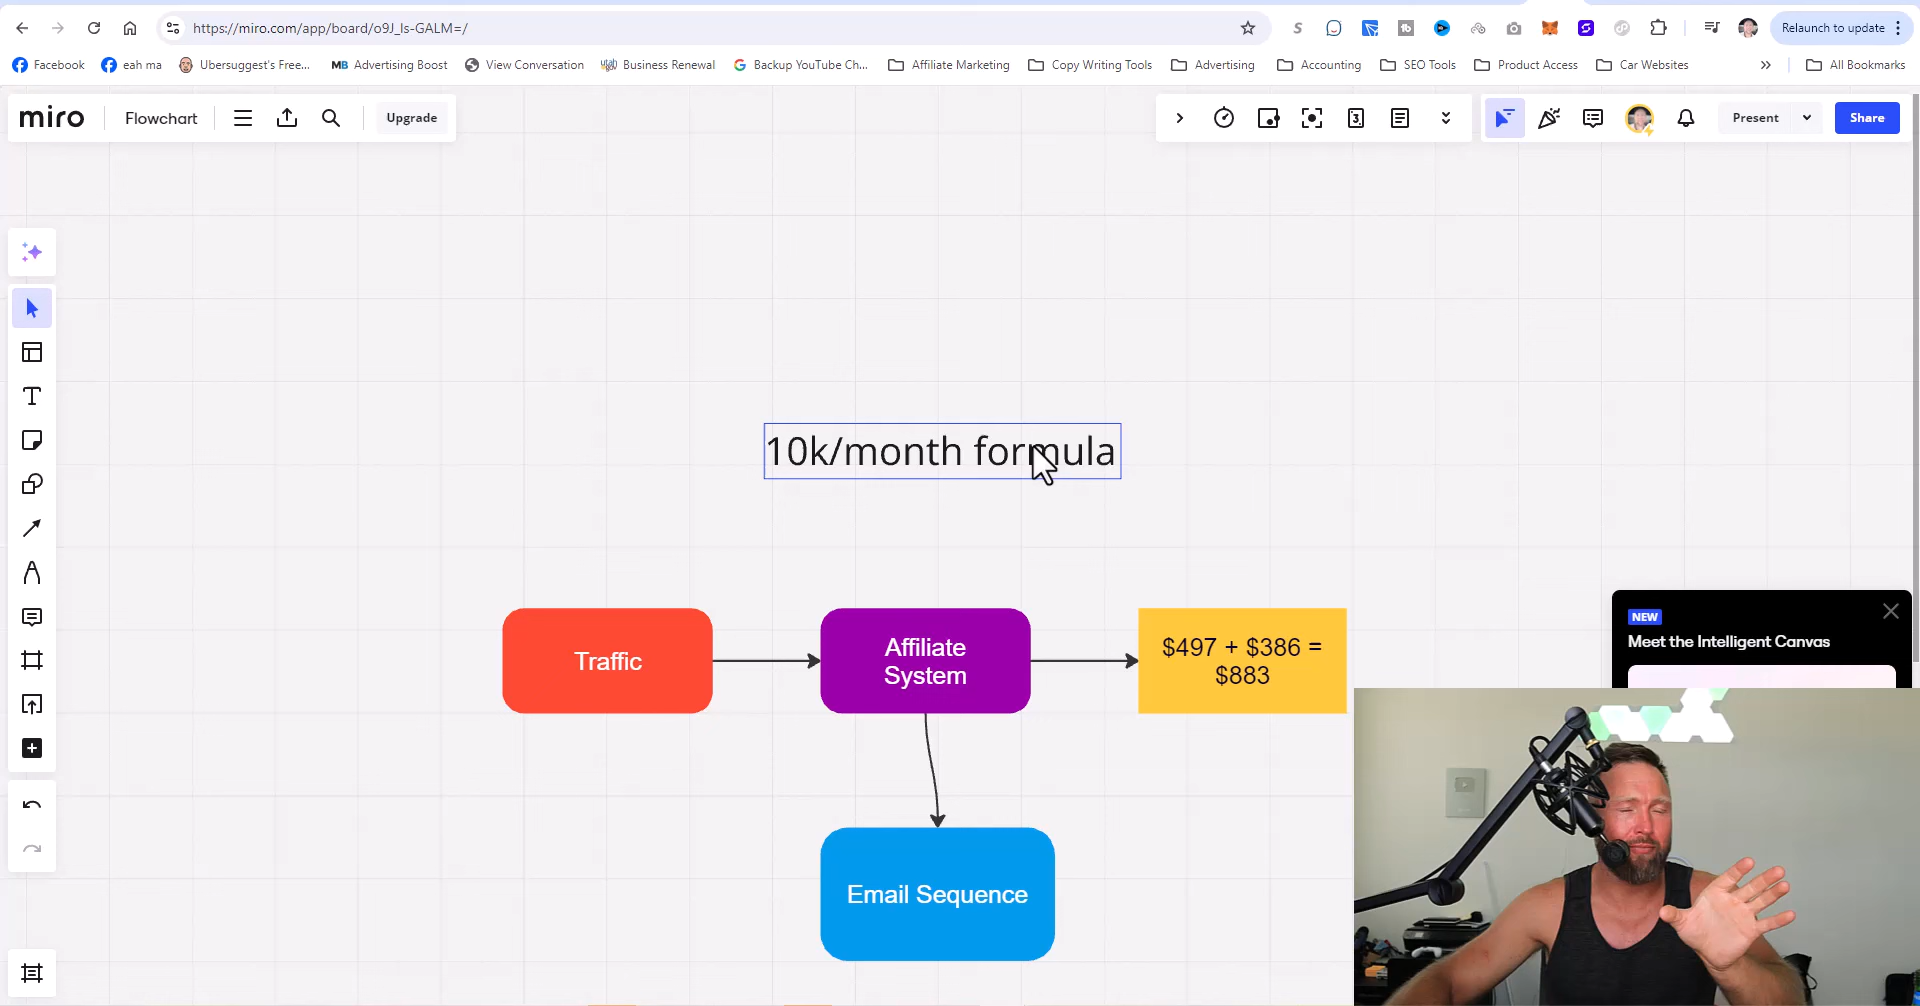 https://miro.com/app/board/o9J_Is-GALM=/
Relaunch to update
Facebook
eah ma
Ubersuggest's Free...
MB Advertising Boost
View Conversation
Business Renewal
Backup YouTube Ch...
Affiliate Marketing
Copy Writing Tools
Advertising
Accounting
SEO Tools
Product Access
Car Websites
All Bookmarks
miro
Flowchart
Upgrade
3
Present
Share
10k/month formula
Traffic
Affiliate
System
$497 + $386 =
$883
Email Sequence
NEW
Meet the Intelligent Canvas